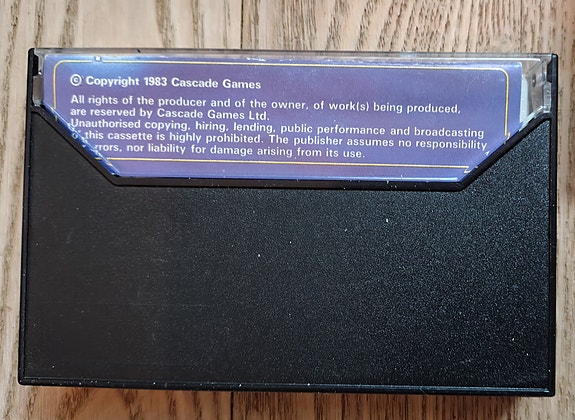 © Copyright 1983 Cascade Games
All rights of the producer and of the owner, of work(s) being produced,
are reserved by Cascade Games Ltd.
Unauthorised copying, hiring, lending, public performance and broadcasting
of this cassette is highly prohibited. The publisher assumes no responsibility
errors, nor liability for damage arising from its use.